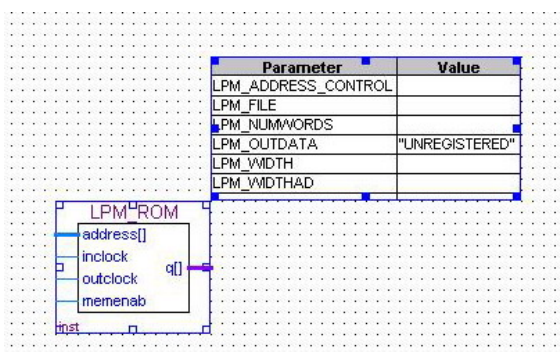 Parameter Value
LPM_ADDRESS_CONTROL
LPM_FILE
LPM_NUMWORDS
LPM_OUTDATA "UNREGISTERED"
LPM_WIDTH
LPM_WIDTHAD
LPM_ROM
address[]
inclock
q[]
outclock
memenab
inst